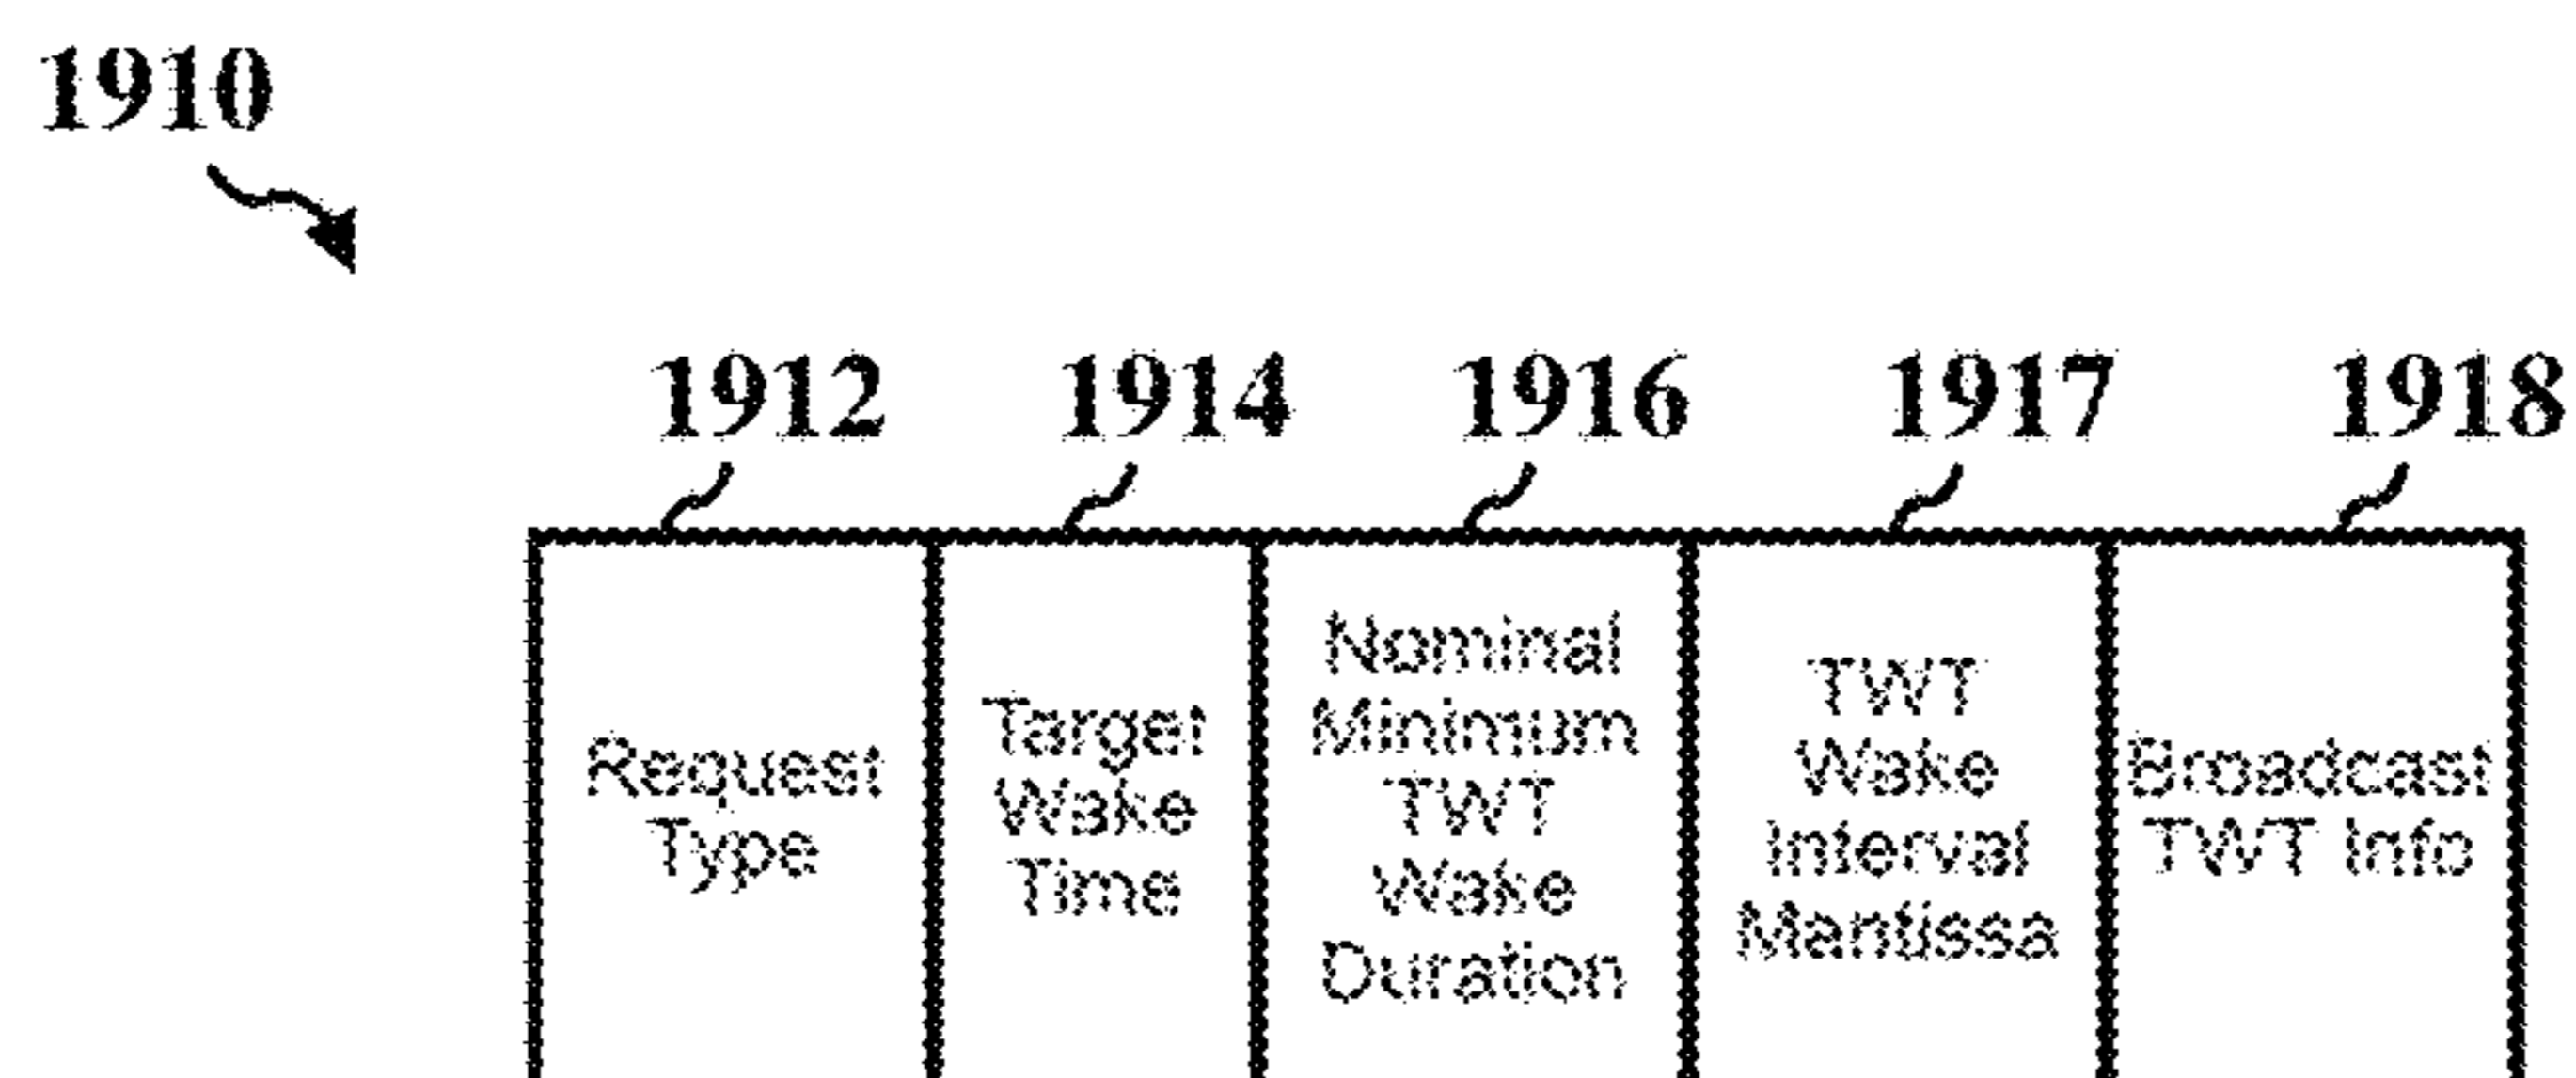 1910
1912 1914 1916 1917 1918
Request
Type
Target
Wake
Time
Nominal
Minimum
TWT
Wake
Duration
TWT
Wake
Interval
Mantissa
Broadcast
TWT Info